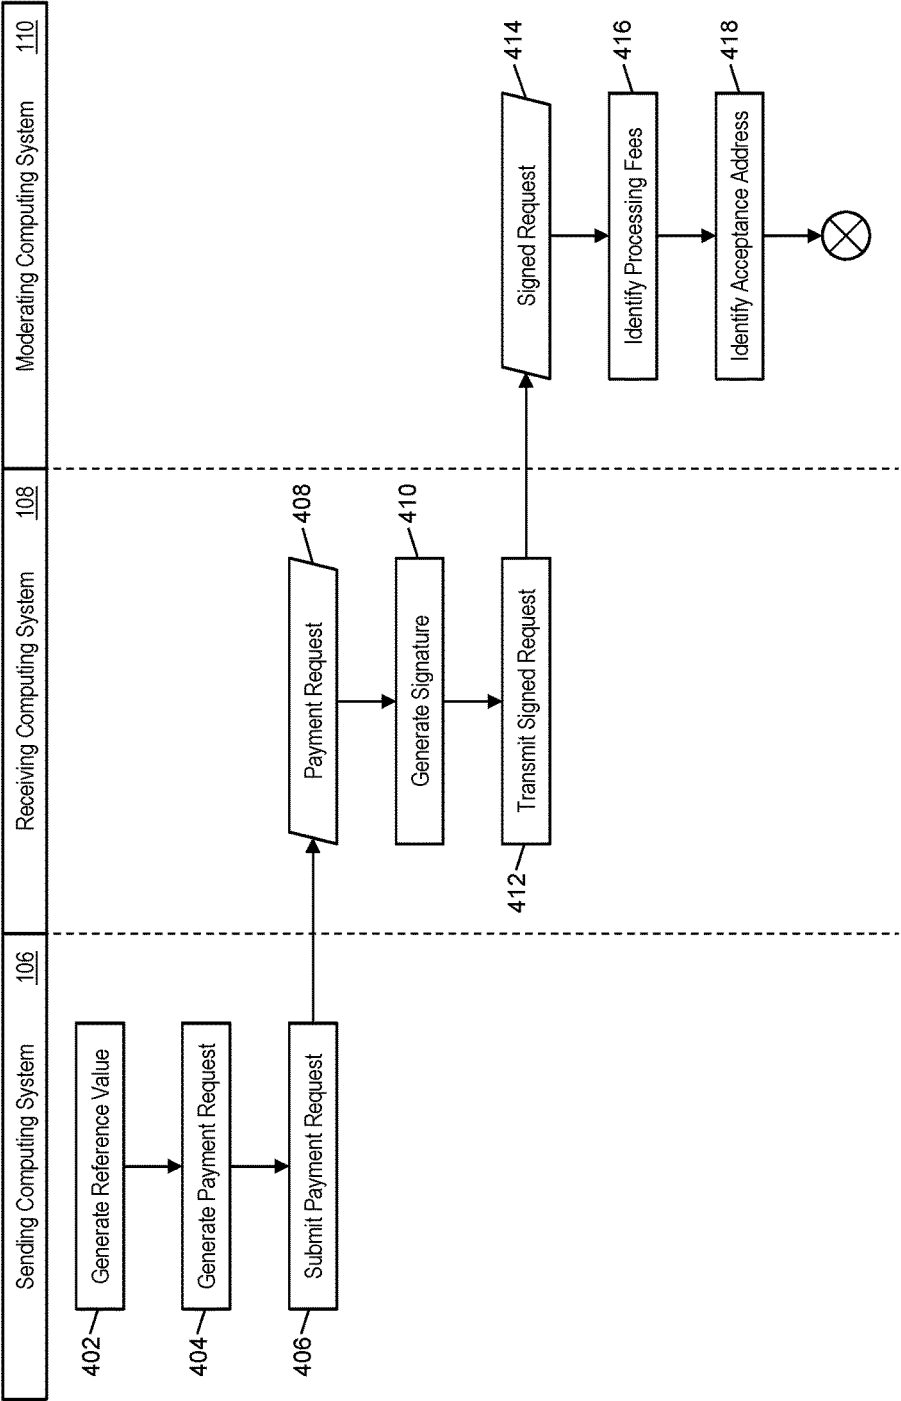 Sending Computing System 106
Receiving Computing System 108
Moderating Computing System 110
Generate Reference Value
402
Generate Payment Request
404
Submit Payment Request
406
Payment Request
408
Generate Signature
410
Transmit Signed Request
412
Signed Request
414
Identify Processing Fees
416
Identify Acceptance Address
418